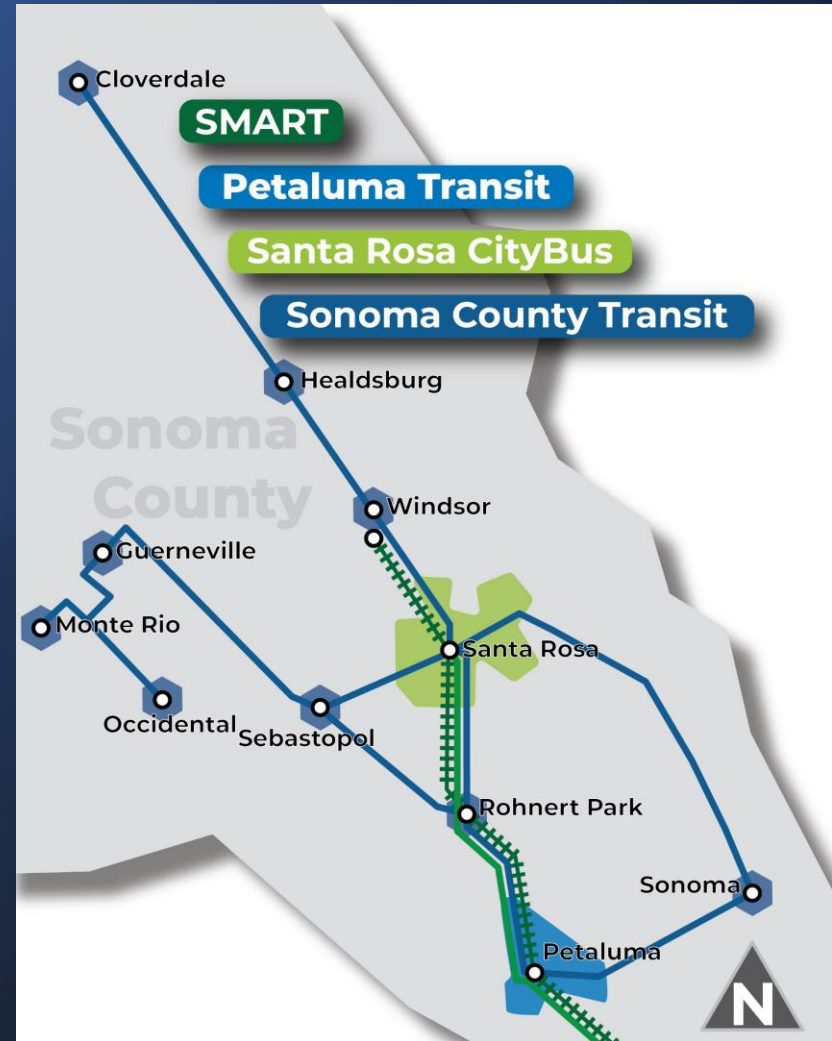 Cloverdale
SMART
Petaluma Transit
Santa Rosa CityBus
Sonoma County Transit
Healdsburg
Sonoma
County
Windsor
Guerneville
Monte Rio
Santa Rosa
Occidental
Sebastopol
Rohnert Park
Sonoma
Petaluma
N